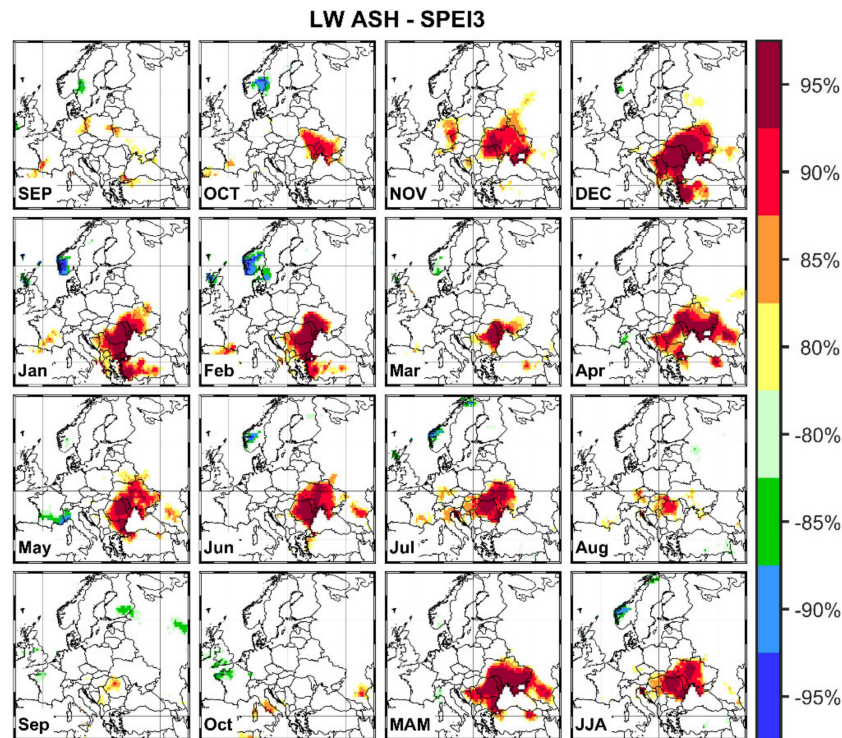 LW ASH - SPEI3
SEP
OCT
NOV
DEC
Jan
Feb
Mar
Apr
May
Jun
Jul
Aug
Sep
Oct
MAM
JJA
95%
90%
85%
80%
-80%
-85%
-90%
-95%